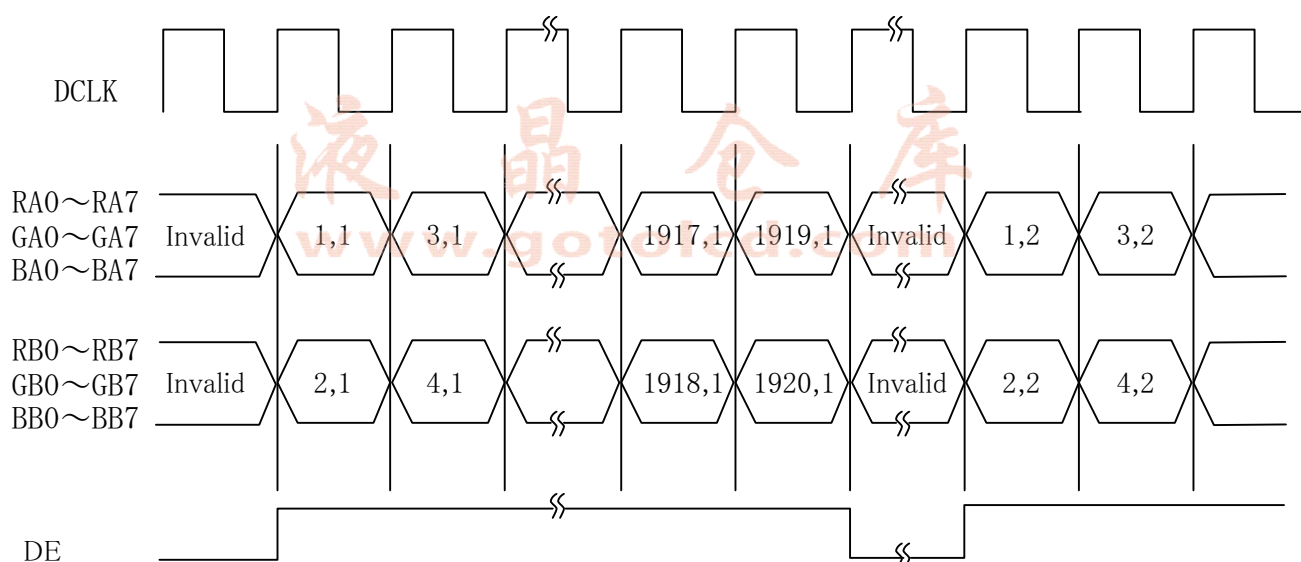 DCLK
液晶仓库
www.gotolcd.com
RA0～RA7
GA0～GA7
BA0～BA7
Invalid 1,1 3,1 1917,1 1919,1 Invalid 1,2 3,2
RB0～RB7
GB0～GB7
BB0～BB7
Invalid 2,1 4,1 1918,1 1920,1 Invalid 2,2 4,2
DE